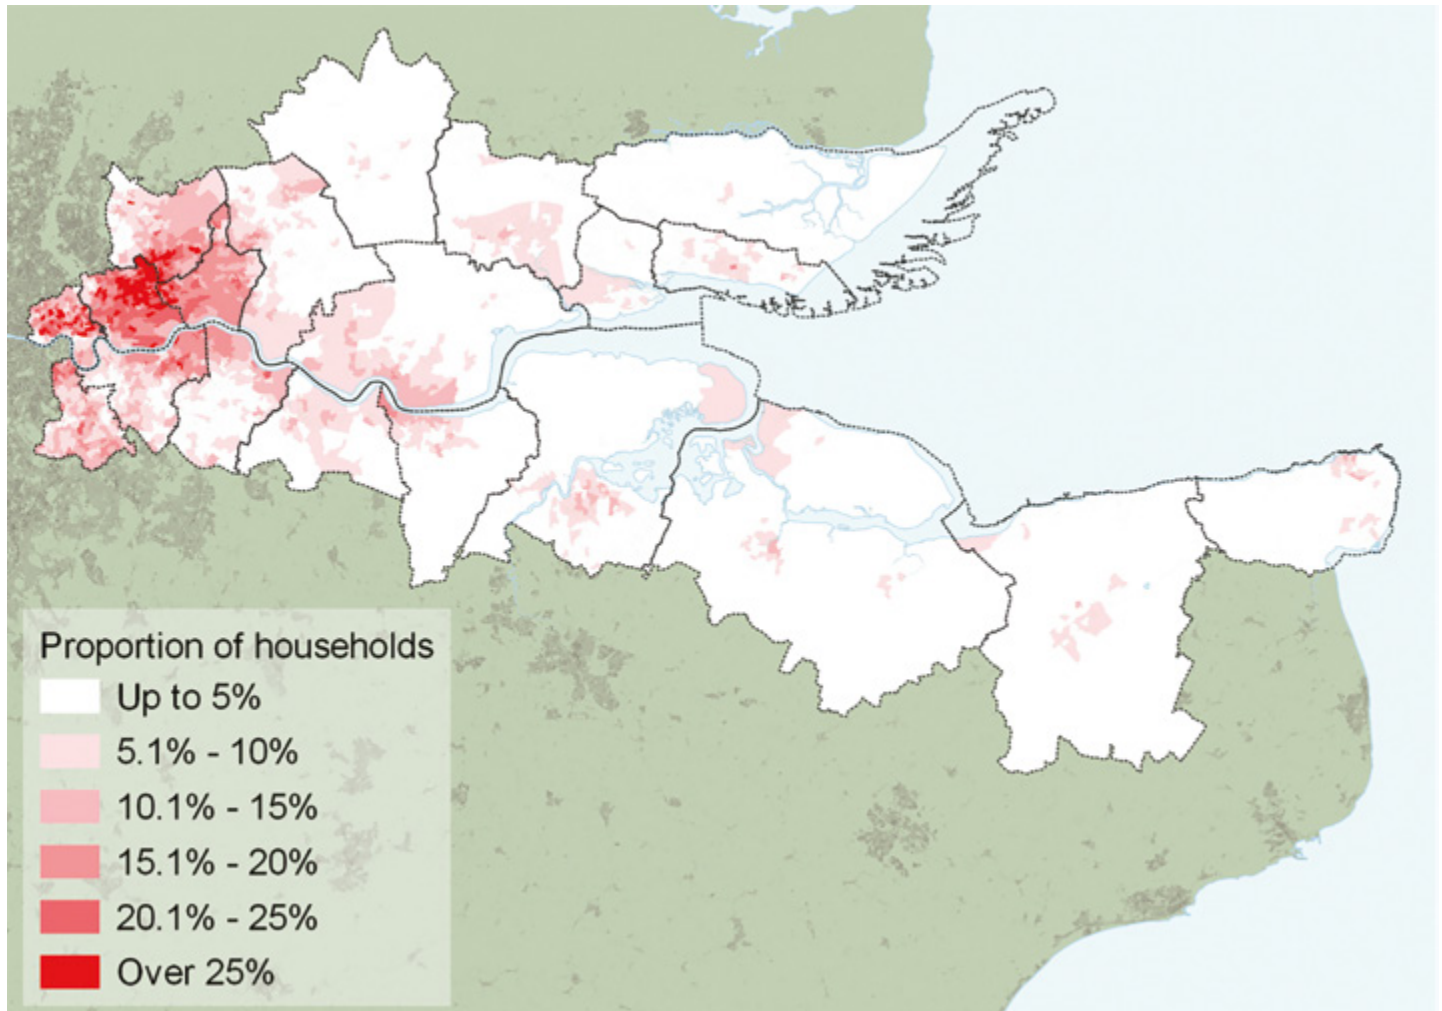 Proportion of households
Up to 5%
5.1% - 10%
10.1% - 15%
15.1% - 20%
20.1% - 25%
Over 25%